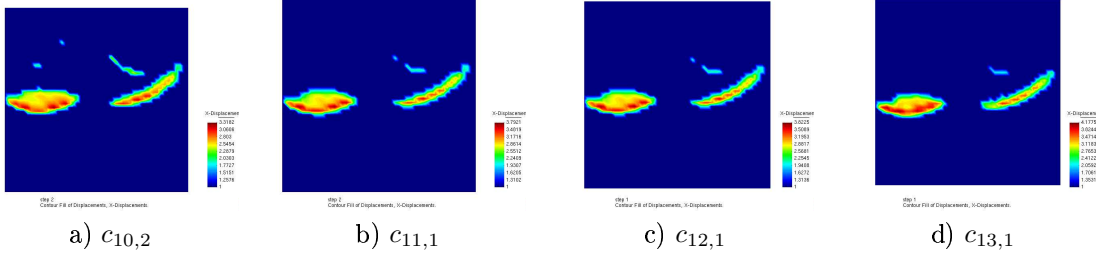 X-Displacemen
3.3182
3.0606
2.803
2.5454
2.2879
2.0303
1.7727
1.5151
1.2576
1
step 2
Contour Fill of Displacements, X-Displacements.
a) c10,2
X-Displacemen
3.7921
3.4819
3.1716
2.8614
2.5512
2.2409
1.9307
1.6205
1.3102
1
step 2
Contour Fill of Displacements, X-Displacements.
b) c11,1
X-Displacemen
3.8225
3.5089
3.1953
2.8817
2.5681
2.2545
1.9408
1.6272
1.3136
1
step 1
Contour Fill of Displacements, X-Displacements.
c) c12,1
X-Displacem
4.1775
3.8244
3.4714
3.1183
2.7653
2.4122
2.0592
1.7061
1.3531
1
step 1
Contour Fill of Displacements, X-Displacements.
d) c13,1